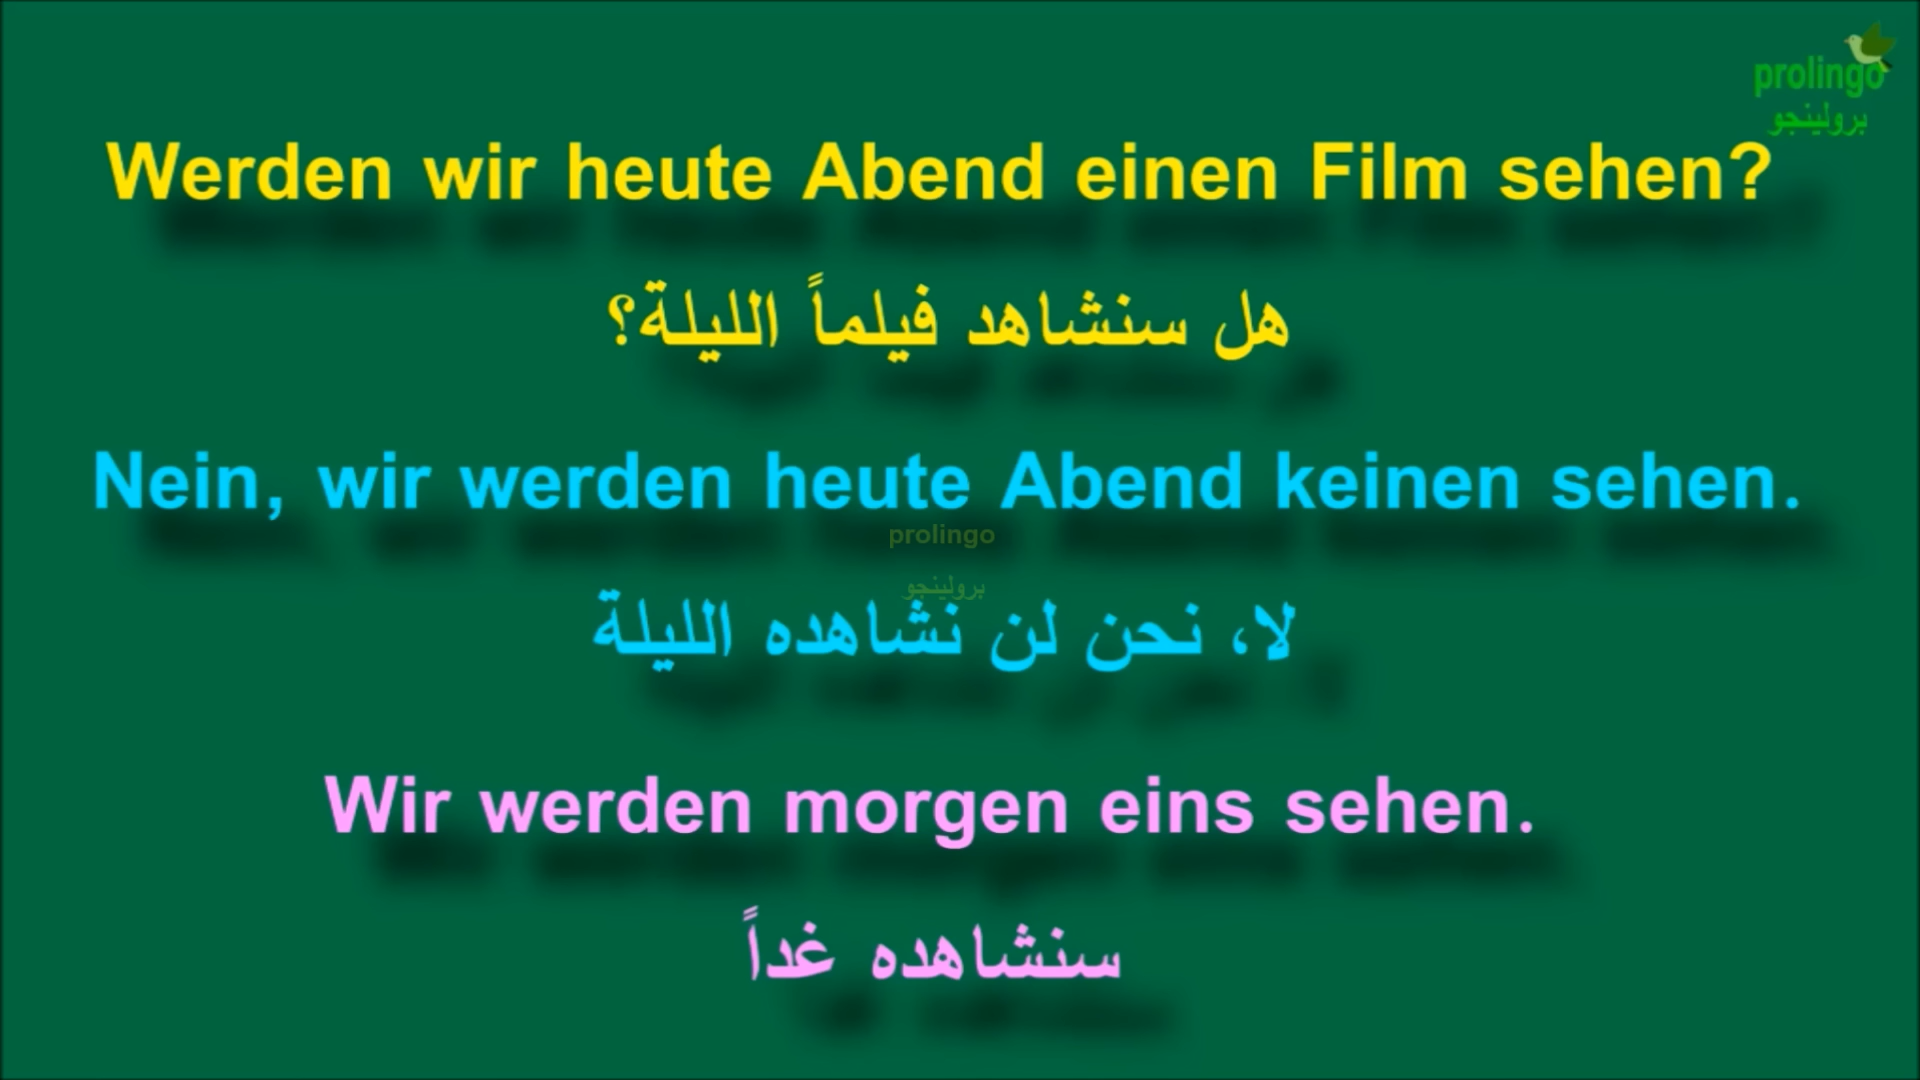 prolingo
برولينجو
Werden wir heute Abend einen Film sehen?
هل سنشاهد فيلماً الليلة؟
Nein, wir werden heute Abend keinen sehen.
prolingo
برولينجو
لا، نحن لن نشاهده الليلة
Wir werden morgen eins sehen.
سنشاهده غداً